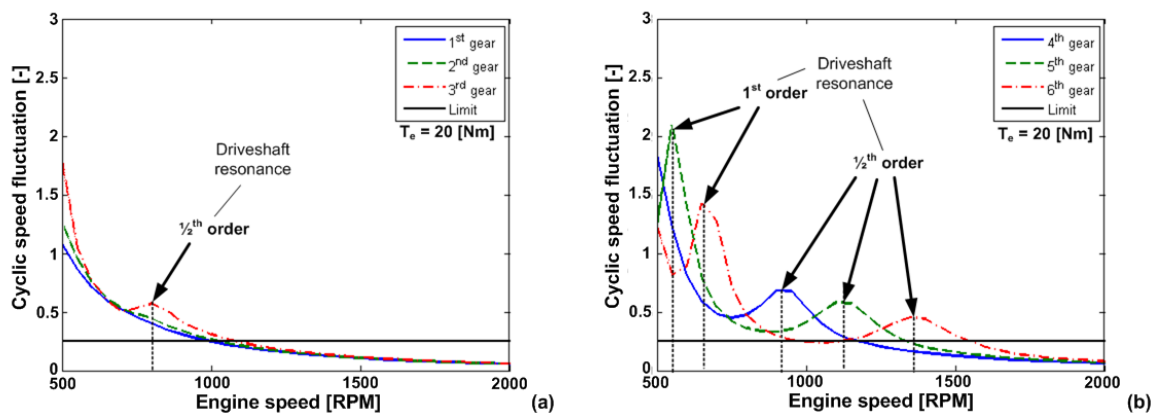 3
2.5
2
1.5
1
0.5
0
Cyclic speed fluctuation [-]
1st gear
2nd gear
3rd gear
Limit
Te = 20 [Nm]
Driveshaft
resonance
½th order
500
1000
1500
2000
Engine speed [RPM]
(a)
3
2.5
2
1.5
1
0.5
0
Cyclic speed fluctuation [-]
4th gear
5th gear
6th gear
Limit
Te = 20 [Nm]
Driveshaft
resonance
1st order
½th order
500
1000
1500
2000
Engine speed [RPM]
(b)